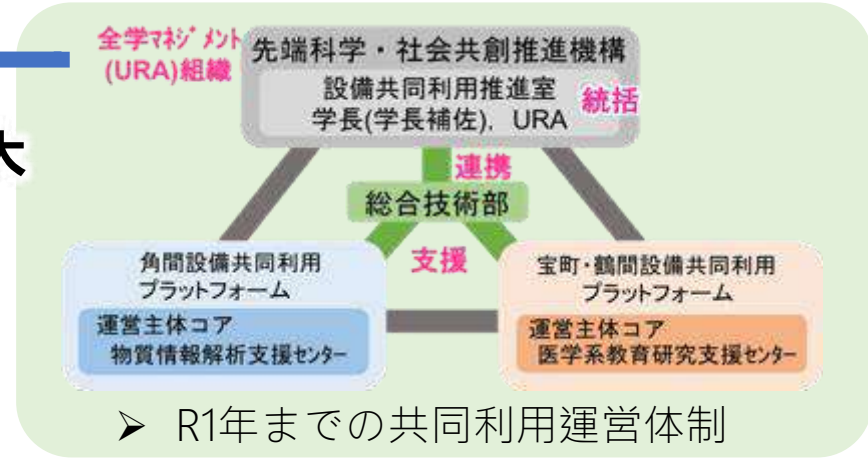 全学ﾏﾈｼﾞﾒﾝﾄ
(URA)組織
先端科学・社会共創推進機構
設備共同利用推進室
学長(学長補佐), URA
統括
大
連携
総合技術部
支援
角間設備共同利用
プラットフォーム
運営主体コア
物質情報解析支援ｾﾝﾀｰ
宝町・鶴間設備共同利用
プラットフォーム
運営主体コア
医学系教育研究支援ｾﾝﾀｰ
➢ R1年までの共同利用運営体制